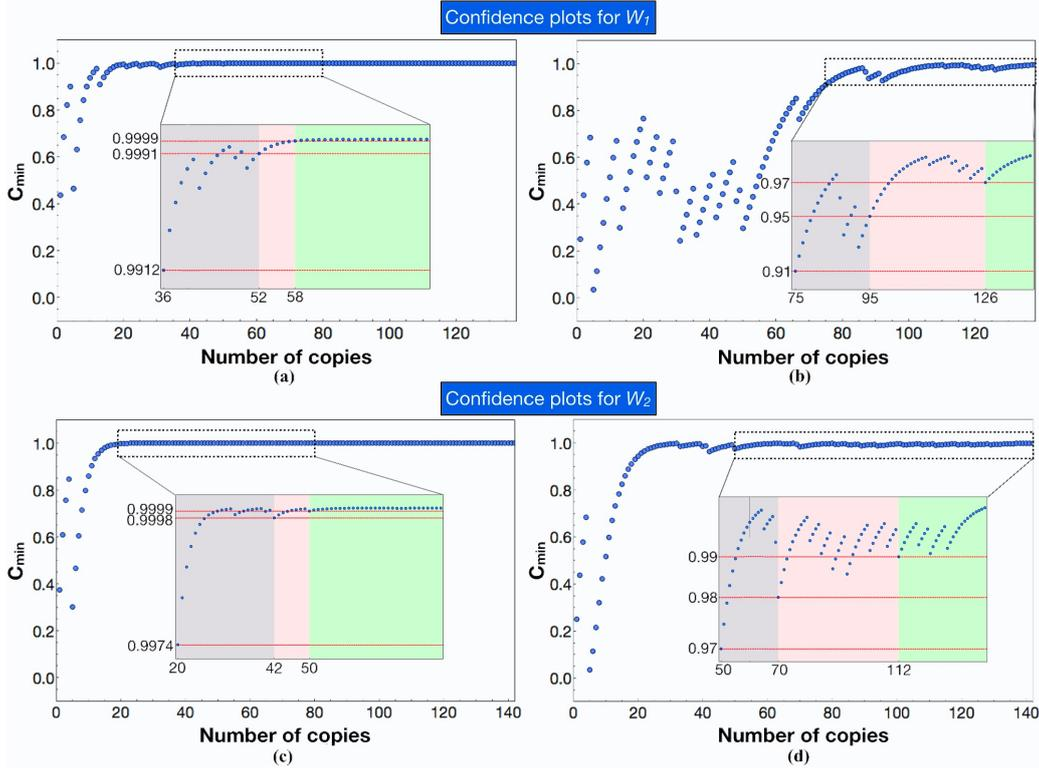 Confidence plots for W1
1.0
0.8
0.6
0.4
0.2
0.0
Cmin
0.9999
0.9991
0.9912
36 52 58
0 20 40 60 80 100 120
Number of copies
(a)
1.0
0.8
0.6
0.4
0.2
0.0
Cmin
0.97
0.95
0.91
75 95 126
0 20 40 60 80 100 120
Number of copies
(b)
Confidence plots for W2
1.0
0.8
0.6
0.4
0.2
0.0
Cmin
0.9999
0.9998
0.9974
20 42 50
0 20 40 60 80 100 120 140
Number of copies
(c)
1.0
0.8
0.6
0.4
0.2
0.0
Cmin
0.99
0.98
0.97
50 70 112
0 20 40 60 80 100 120 140
Number of copies
(d)